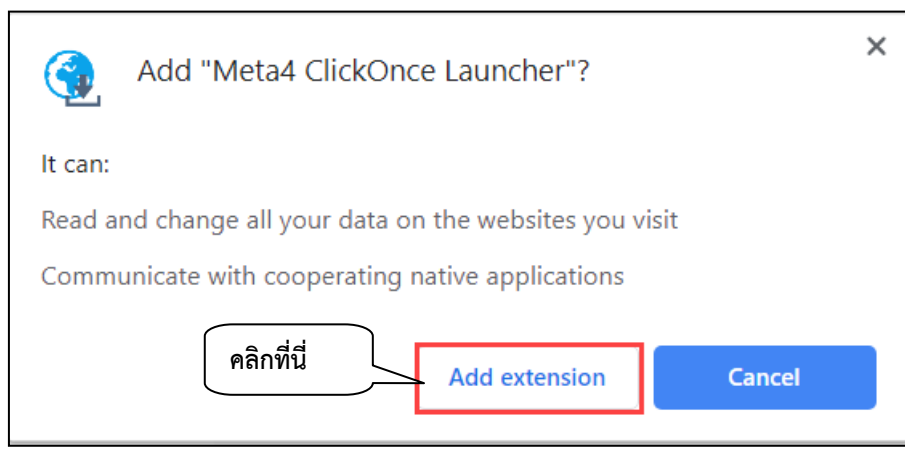 Add "Meta4 ClickOnce Launcher"?
It can:
Read and change all your data on the websites you visit
Communicate with cooperating native applications
คลิกที่นี่
Add extension
Cancel